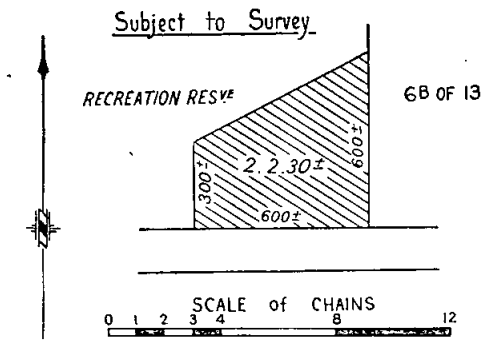 Subject to Survey
RECREATION RESVE
6B OF 13
2.2.30±
300±
600±
600±
SCALE of CHAINS
0 1 2 3 4 8 12